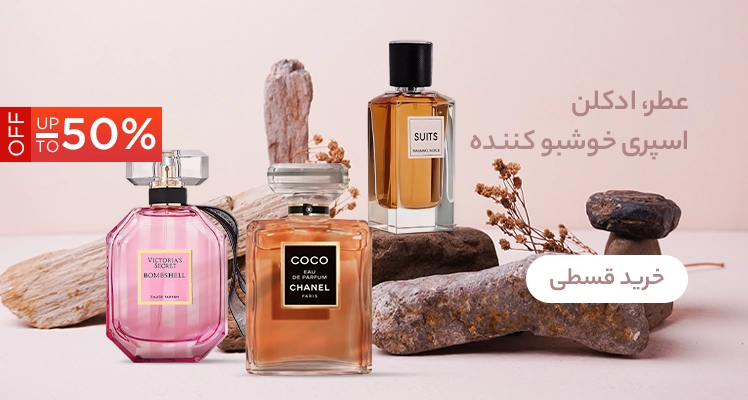 عطر، ادکلن
اسپری خوشبو کننده
خرید قسطی
OFF
UP TO 50%
VICTORIA'S
SECRET
BOMBSHELL
COCO
EAU
DE PARFUM
CHANEL
PARIS
SUITS